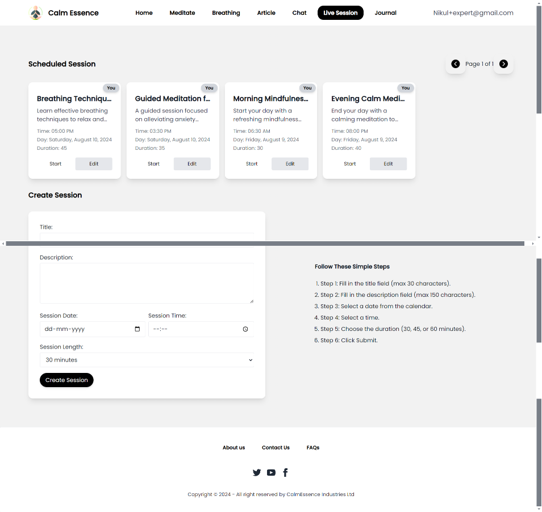 Calm Essence
Home Meditate Breathing Article Chat Live Session Journal
Nikul+expert@gmail.com
Scheduled Session
Page 1 of 1
You
Breathing Techniqu...
Learn effective breathing
techniques to relax and...
Time: 05:00 PM
Day: Saturday, August 10, 2024
Duration: 45
Start Edit
You
Guided Meditation f...
A guided session focused
on alleviating anxiety...
Time: 03:30 PM
Day: Saturday, August 10, 2024
Duration: 35
Start Edit
You
Morning Mindfulnes...
Start your day with a
refreshing mindfulness...
Time: 06:30 AM
Day: Friday, August 9, 2024
Duration: 30
Start Edit
You
Evening Calm Medi...
End your day with a
calming meditation to...
Time: 06:00 PM
Day: Friday, August 9, 2024
Duration: 40
Start Edit
Create Session
Title:
Description:
Session Date: Session Time:
dd-mm-yyyy --:--
Session Length:
30 minutes
Create Session
Follow These Simple Steps
1. Step 1: Fill in the title field (max 30 characters).
2. Step 2: Fill in the description field (max 150 characters).
3. Step 3: Select a date from the calendar.
4. Step 4: Select a time.
5. Step 5: Choose the duration (30, 45, or 60 minutes).
6. Step 6: Click Submit.
About us Contact Us FAQs
Copyright © 2024 - All right reserved by CalmEssence Industries Ltd